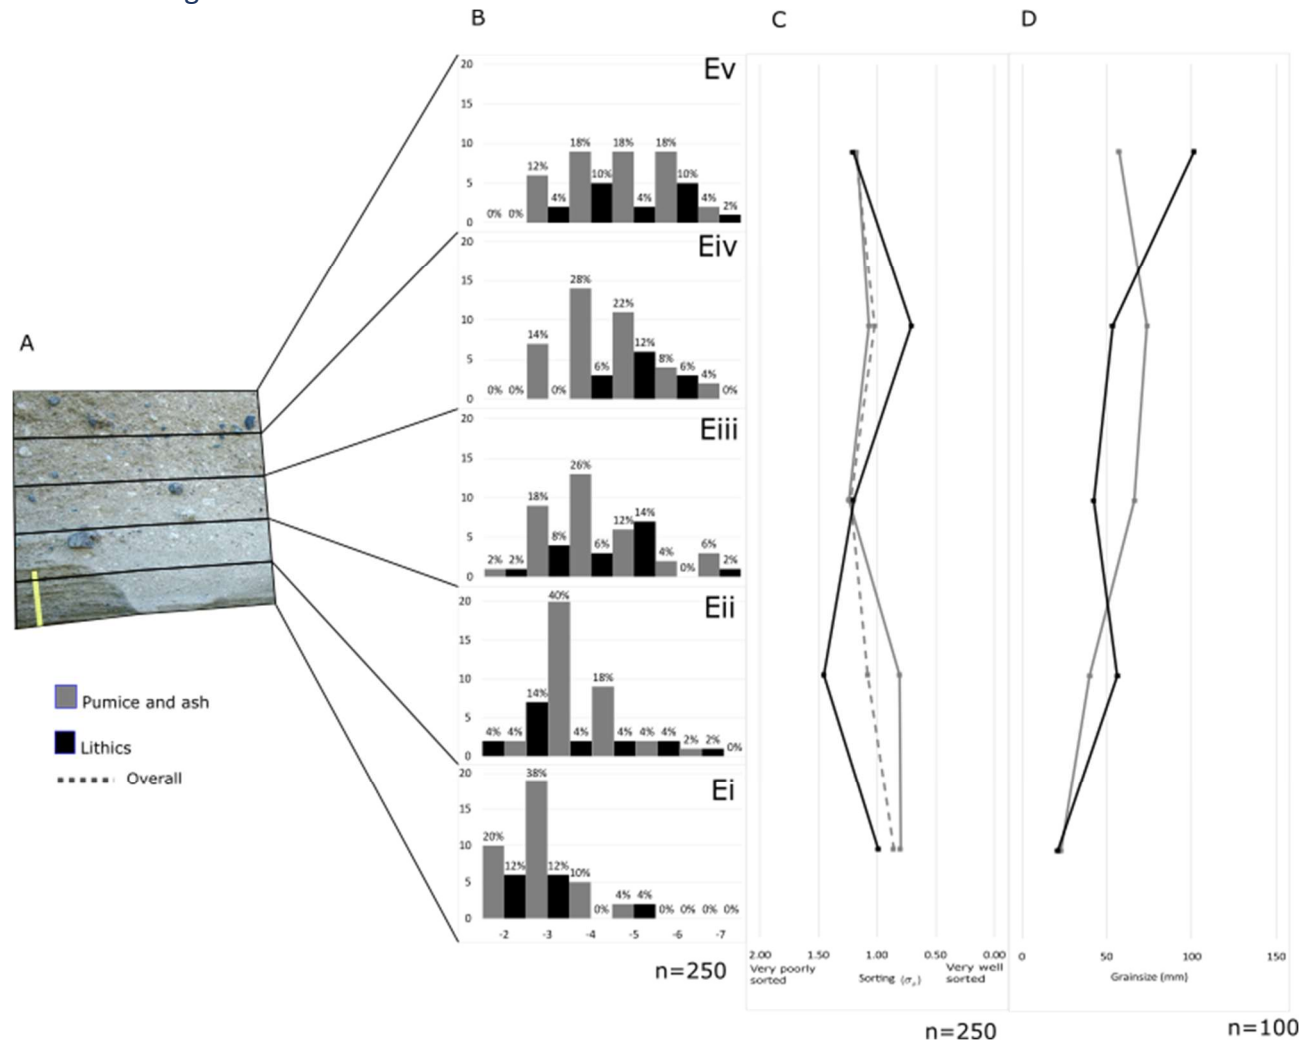 B
C
D
A
Pumice and ash
Lithics
Overall
20
Ev
15
10
5
0
0% 0% 12% 4% 18% 10% 18% 4% 18% 10% 4% 2%
20
Eiv
15
10
5
0
0% 0% 14% 0% 28% 6% 22% 12% 8% 6% 4% 0%
20
Eiii
15
10
5
0
2% 2% 18% 8% 26% 6% 12% 14% 4% 0% 6% 2%
20
Eii
15
10
5
0
4% 4% 14% 40% 4% 18% 4% 4% 4% 2% 2% 0%
20
Ei
15
10
5
0
20% 12% 38% 12% 10% 0% 4% 4% 0% 0% 0% 0%
-2 -3 -4 -5 -6 -7
n=250
2.00 1.50 1.00 0.50 0.00
Very poorly
sorted
Sorting
Very well
sorted
n=250
0 50 100 150
Grainsize (mm)
n=100